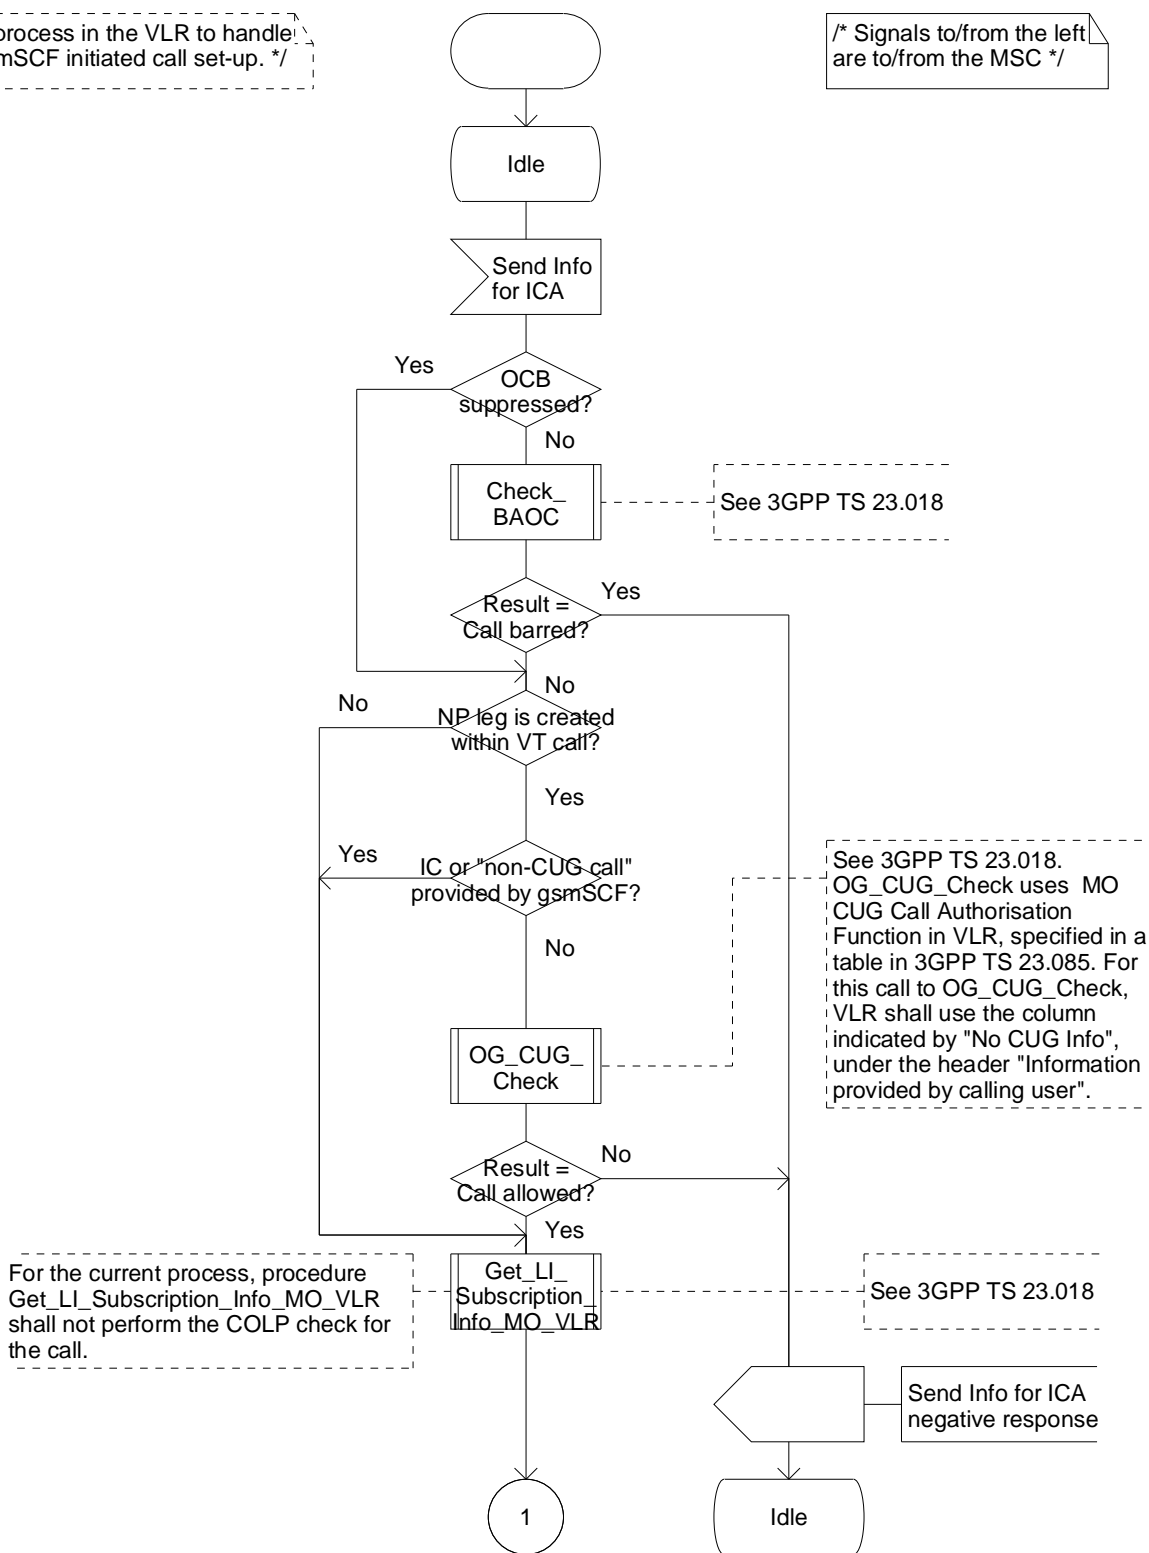 process in the VLR to handle
mSCF initiated call set-up. */
/* Signals to/from the left
are to/from the MSC */
Idle
Send Info
for ICA
Yes
OCB
suppressed?
No
Check_
BAOC
See 3GPP TS 23.018
Result =
Call barred?
Yes
No
No
NP leg is created
within VT call?
Yes
Yes
IC or "non-CUG call"
provided by gsmSCF?
No
See 3GPP TS 23.018.
OG_CUG_Check uses MO
CUG Call Authorisation
Function in VLR, specified in a
table in 3GPP TS 23.085. For
this call to OG_CUG_Check,
VLR shall use the column
indicated by "No CUG Info",
under the header "Information
provided by calling user".
OG_CUG_
Check
Result =
Call allowed?
No
Yes
For the current process, procedure
Get_LI_Subscription_Info_MO_VLR
shall not perform the COLP check for
the call.
Get_LI_
Subscription_
Info_MO_VLR
See 3GPP TS 23.018
Send Info for ICA
negative response
1
Idle